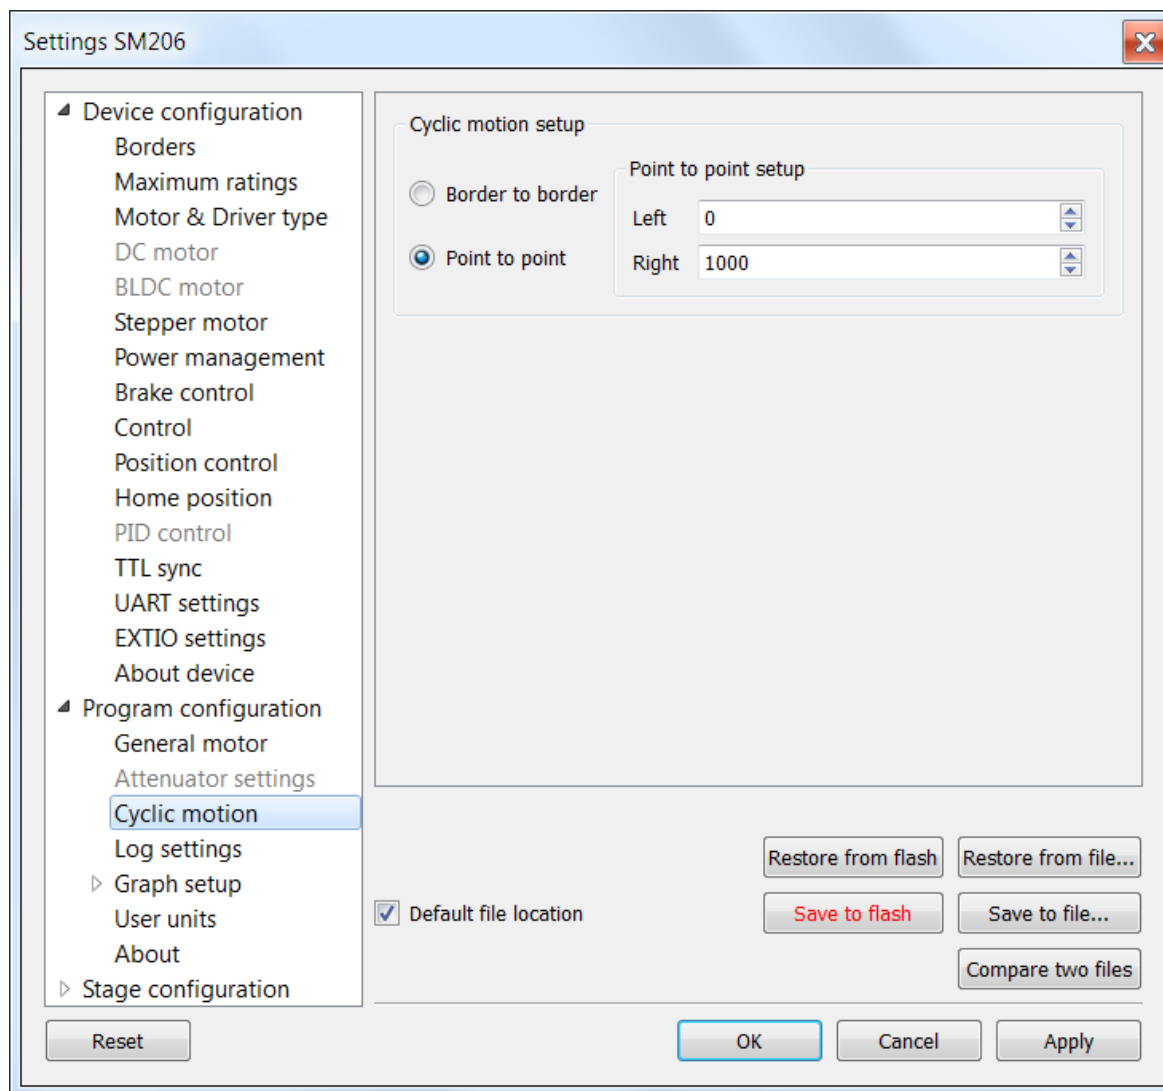 Settings SM206
Device configuration
Borders
Maximum ratings
Motor & Driver type
DC motor
BLDC motor
Stepper motor
Power management
Brake control
Control
Position control
Home position
PID control
TTL sync
UART settings
EXTIO settings
About device
Program configuration
General motor
Attenuator settings
Cyclic motion
Log settings
Graph setup
User units
About
Stage configuration
Cyclic motion setup
Border to border
Point to point
Point to point setup
Left 0
Right 1000
Restore from flash Restore from file...
Default file location Save to flash Save to file...
Compare two files
Reset OK Cancel Apply